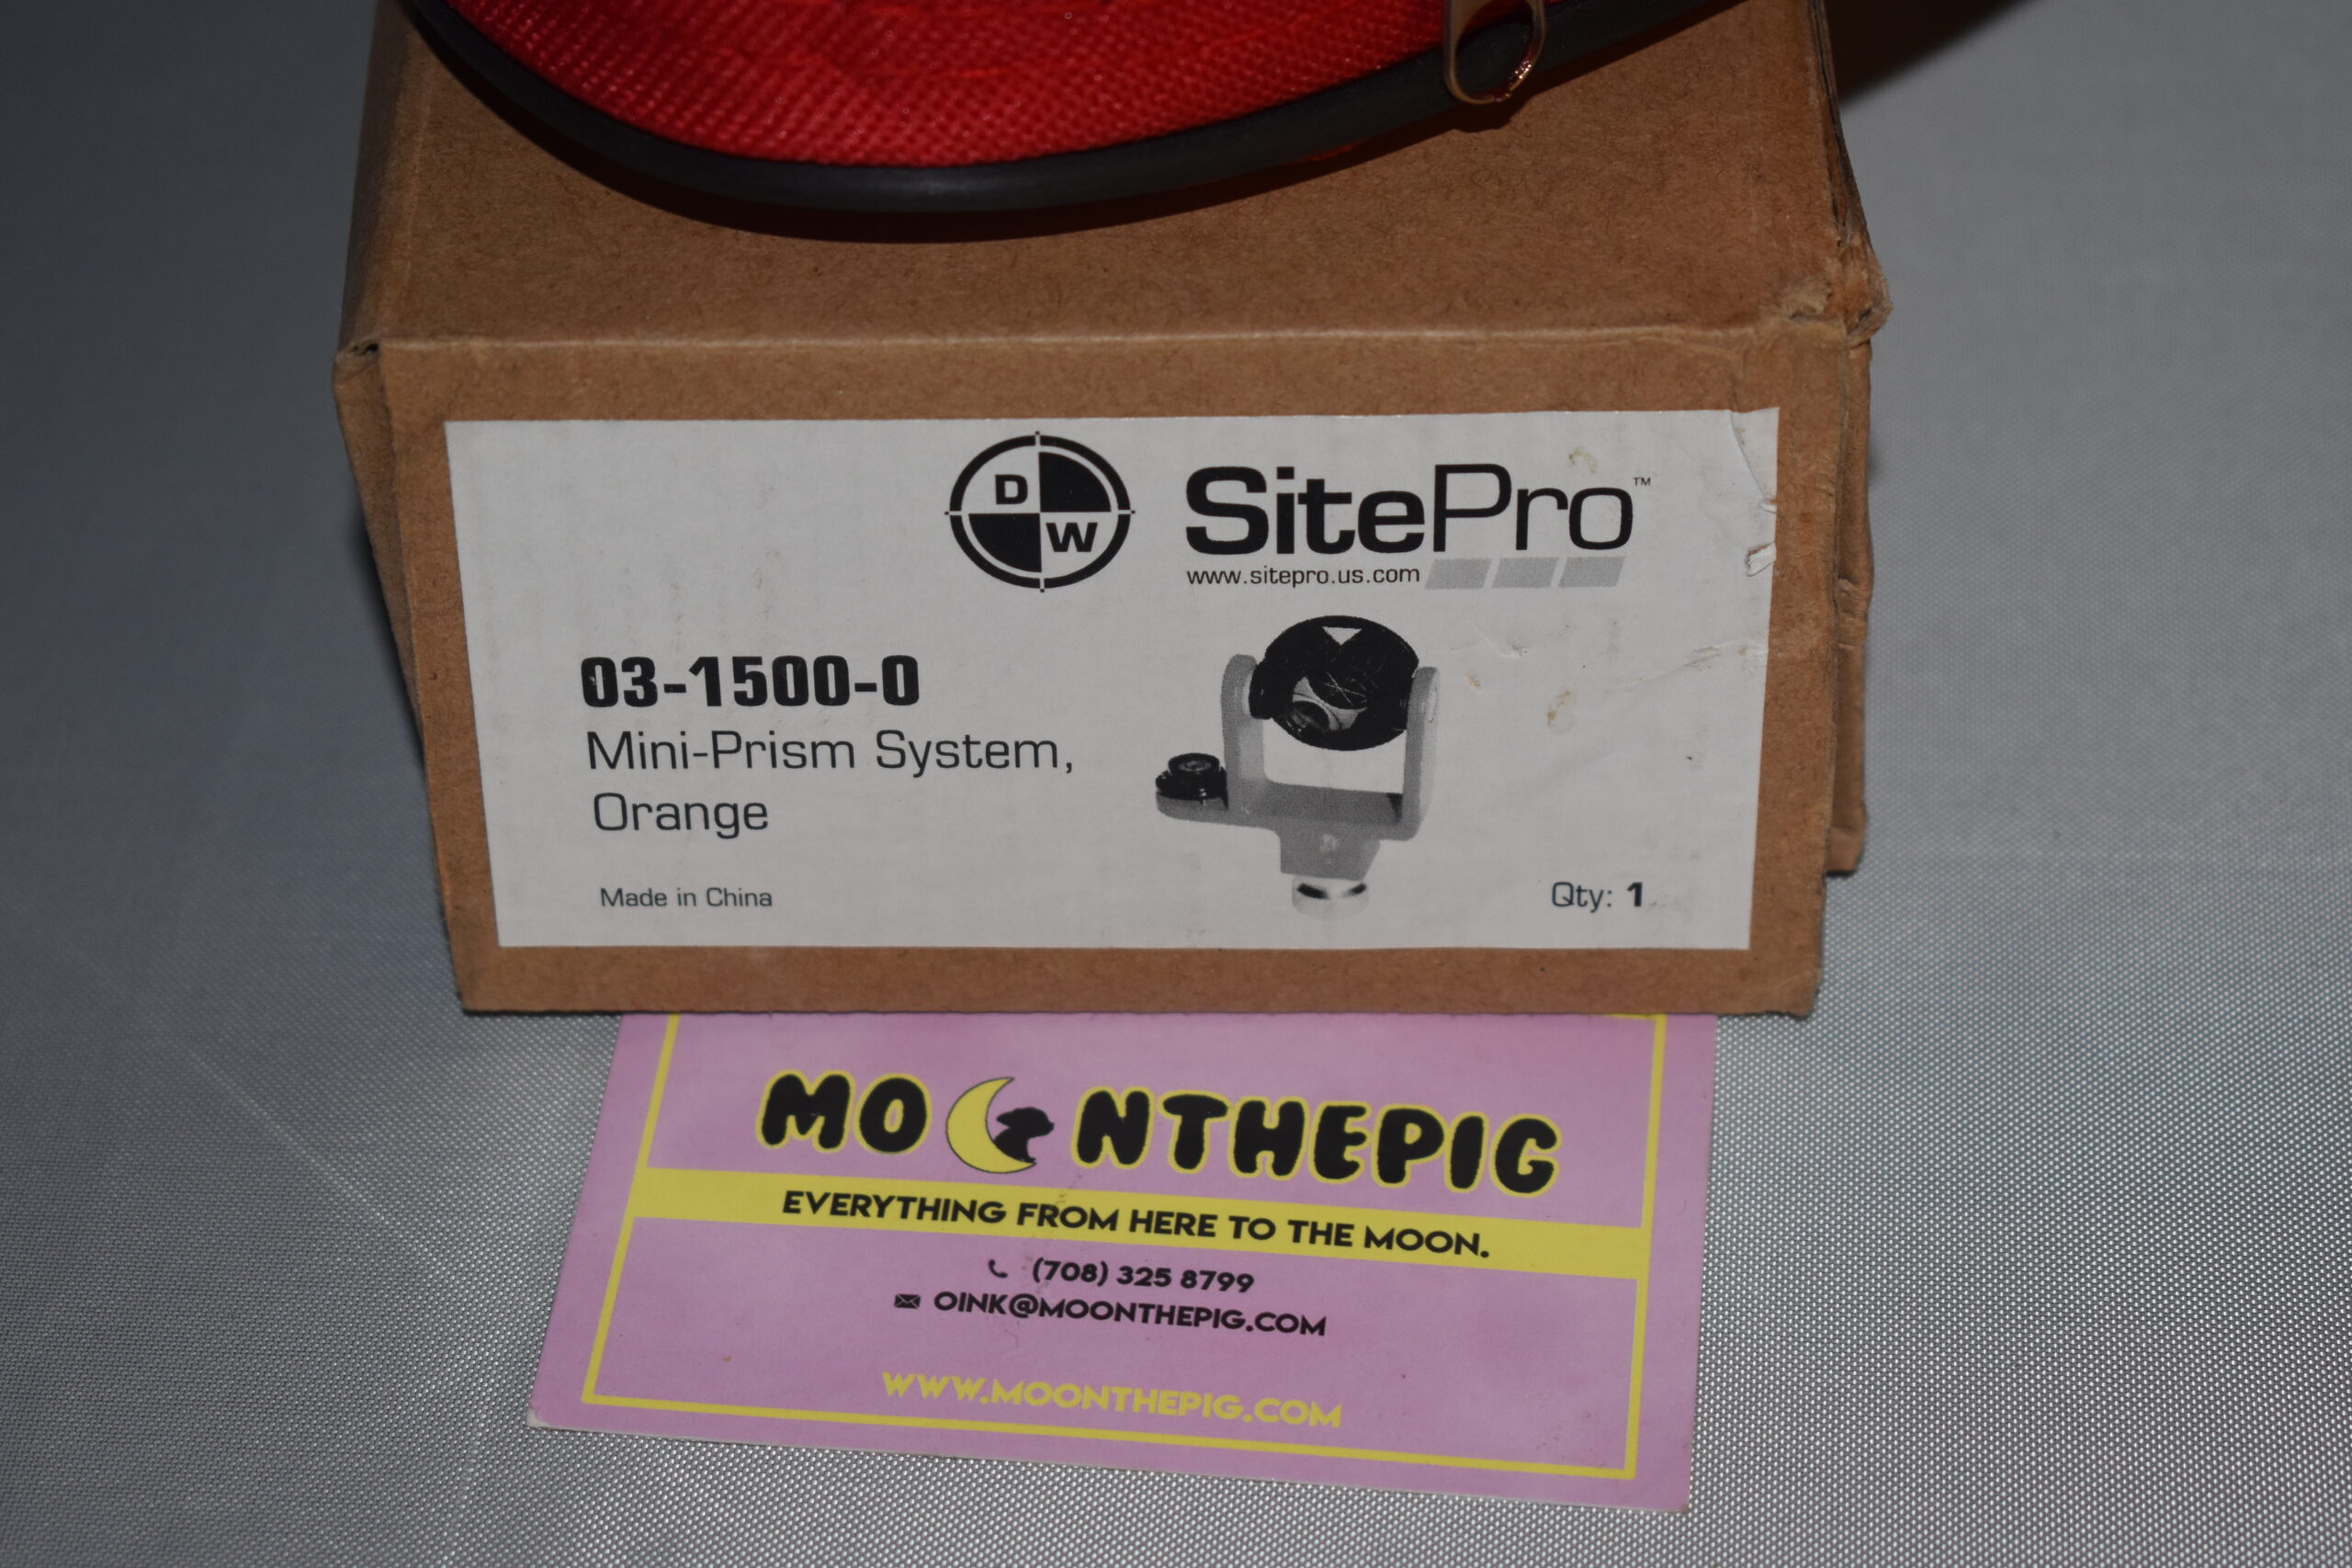 D
W
SitePro™
www.sitepro.us.com
03-1500-0
Mini-Prism System,
Orange
Made in China
Qty: 1
MOONTHEPIG
EVERYTHING FROM HERE TO THE MOON.
(708) 325 8799
OINK@MOONTHEPIG.COM
WWW.MOONTHEPIG.COM